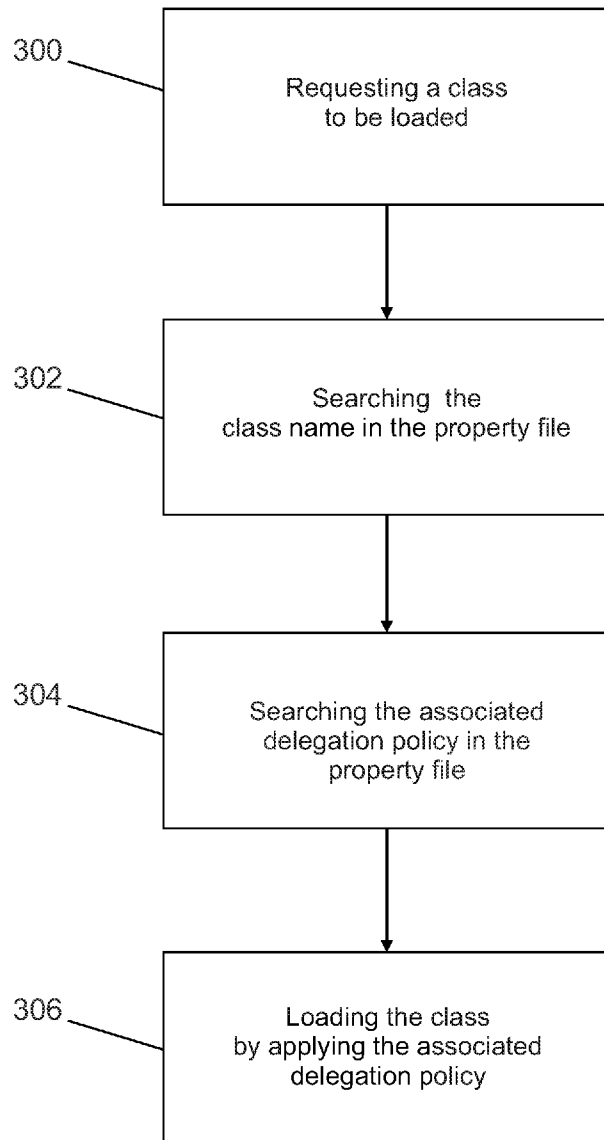 300
Requesting a class
to be loaded
302
Searching the
class name in the property file
304
Searching the associated
delegation policy in the
property file
306
Loading the class
by applying the associated
delegation policy